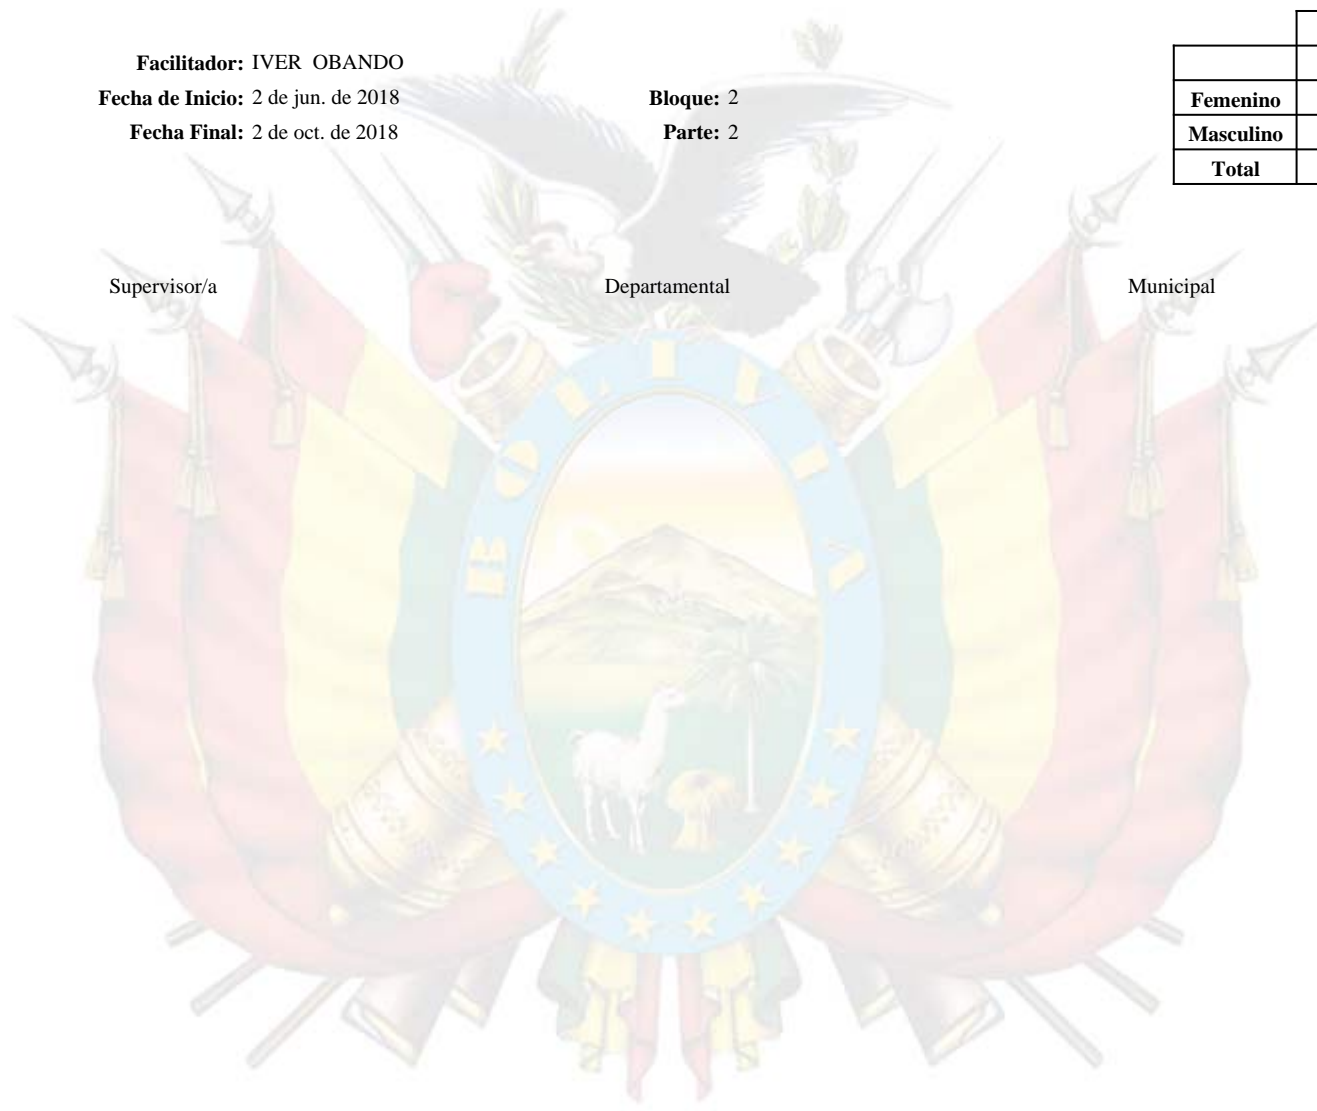 Facilitador: IVER OBANDO
Fecha de Inicio: 2 de jun. de 2018 Bloque: 2
Fecha Final: 2 de oct. de 2018 Parte: 2
Femenino
Masculino
Total
Supervisor/a Departamental Municipal
BOLIVIA